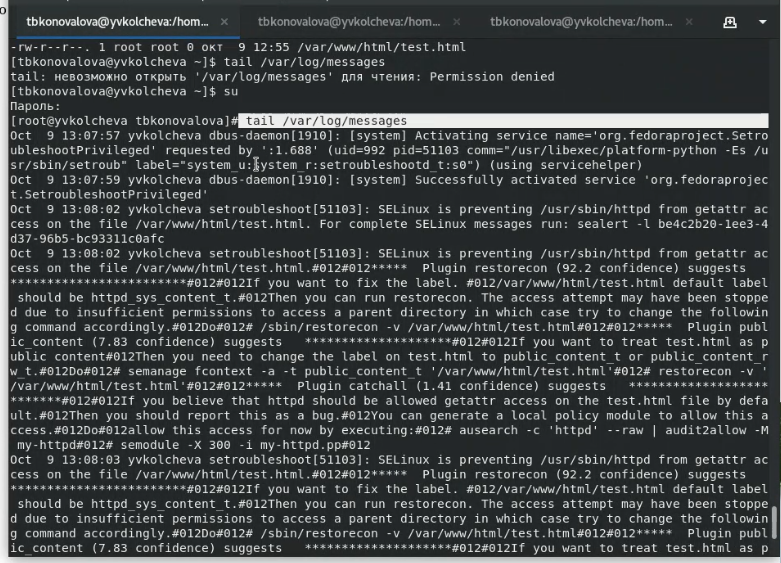 о
tbkonovalova@yvkolcheva:/hom... × tbkonovalova@yvkolcheva:/hom... × tbkonovalova@yvkolcheva:/hom... ×
-rw-r--r--. 1 root root 0 окт  9 12:55 /var/www/html/test.html
[tbkonovalova@yvkolcheva ~]$ tail /var/log/messages
tail: невозможно открыть '/var/log/messages' для чтения: Permission denied
[tbkonovalova@yvkolcheva ~]$ su
Пароль:
[root@yvkolcheva tbkonovalova]# tail /var/log/messages
Oct  9 13:07:57 yvkolcheva dbus-daemon[1910]: [system] Activating service name='org.fedoraproject.Setro
ubleshootPrivileged' requested by ':1.688' (uid=992 pid=51103 comm="/usr/libexec/platform-python -Es /u
sr/sbin/setroub" label="system_u:system_r:setroubleshootd_t:s0") (using servicehelper)
Oct  9 13:07:59 yvkolcheva dbus-daemon[1910]: [system] Successfully activated service 'org.fedoraprojec
t.SetroubleshootPrivileged'
Oct  9 13:08:02 yvkolcheva setroubleshoot[51103]: SELinux is preventing /usr/sbin/httpd from getattr ac
cess on the file /var/www/html/test.html. For complete SELinux messages run: sealert -l be4c2b20-1ee3-4
d37-96b5-bc93311c0afc
Oct  9 13:08:02 yvkolcheva setroubleshoot[51103]: SELinux is preventing /usr/sbin/httpd from getattr ac
cess on the file /var/www/html/test.html.#012#012*****  Plugin restorecon (92.2 confidence) suggests
************************#012#012If you want to fix the label. #012/var/www/html/test.html default label
 should be httpd_sys_content_t.#012Then you can run restorecon. The access attempt may have been stoppe
d due to insufficient permissions to access a parent directory in which case try to change the followin
g command accordingly.#012Do#012# /sbin/restorecon -v /var/www/html/test.html#012#012*****  Plugin publ
ic_content (7.83 confidence) suggests   ********************#012#012If you want to treat test.html as p
ublic content#012Then you need to change the label on test.html to public_content_t or public_content_r
w_t.#012Do#012# semanage fcontext -a -t public_content_t '/var/www/html/test.html'#012# restorecon -v '
/var/www/html/test.html'#012#012*****  Plugin catchall (1.41 confidence) suggests   *******************
*******#012#012If you believe that httpd should be allowed getattr access on the test.html file by defa
ult.#012Then you should report this as a bug.#012You can generate a local policy module to allow this a
ccess.#012Do#012allow this access for now by executing:#012# ausearch -c 'httpd' --raw | audit2allow -M
 my-httpd#012# semodule -X 300 -i my-httpd.pp#012
Oct  9 13:08:03 yvkolcheva setroubleshoot[51103]: SELinux is preventing /usr/sbin/httpd from getattr ac
cess on the file /var/www/html/test.html.#012#012*****  Plugin restorecon (92.2 confidence) suggests
************************#012#012If you want to fix the label. #012/var/www/html/test.html default label
 should be httpd_sys_content_t.#012Then you can run restorecon. The access attempt may have been stoppe
d due to insufficient permissions to access a parent directory in which case try to change the followin
g command accordingly.#012Do#012# /sbin/restorecon -v /var/www/html/test.html#012#012*****  Plugin publ
ic_content (7.83 confidence) suggests   ********************#012#012If you want to treat test.html as p